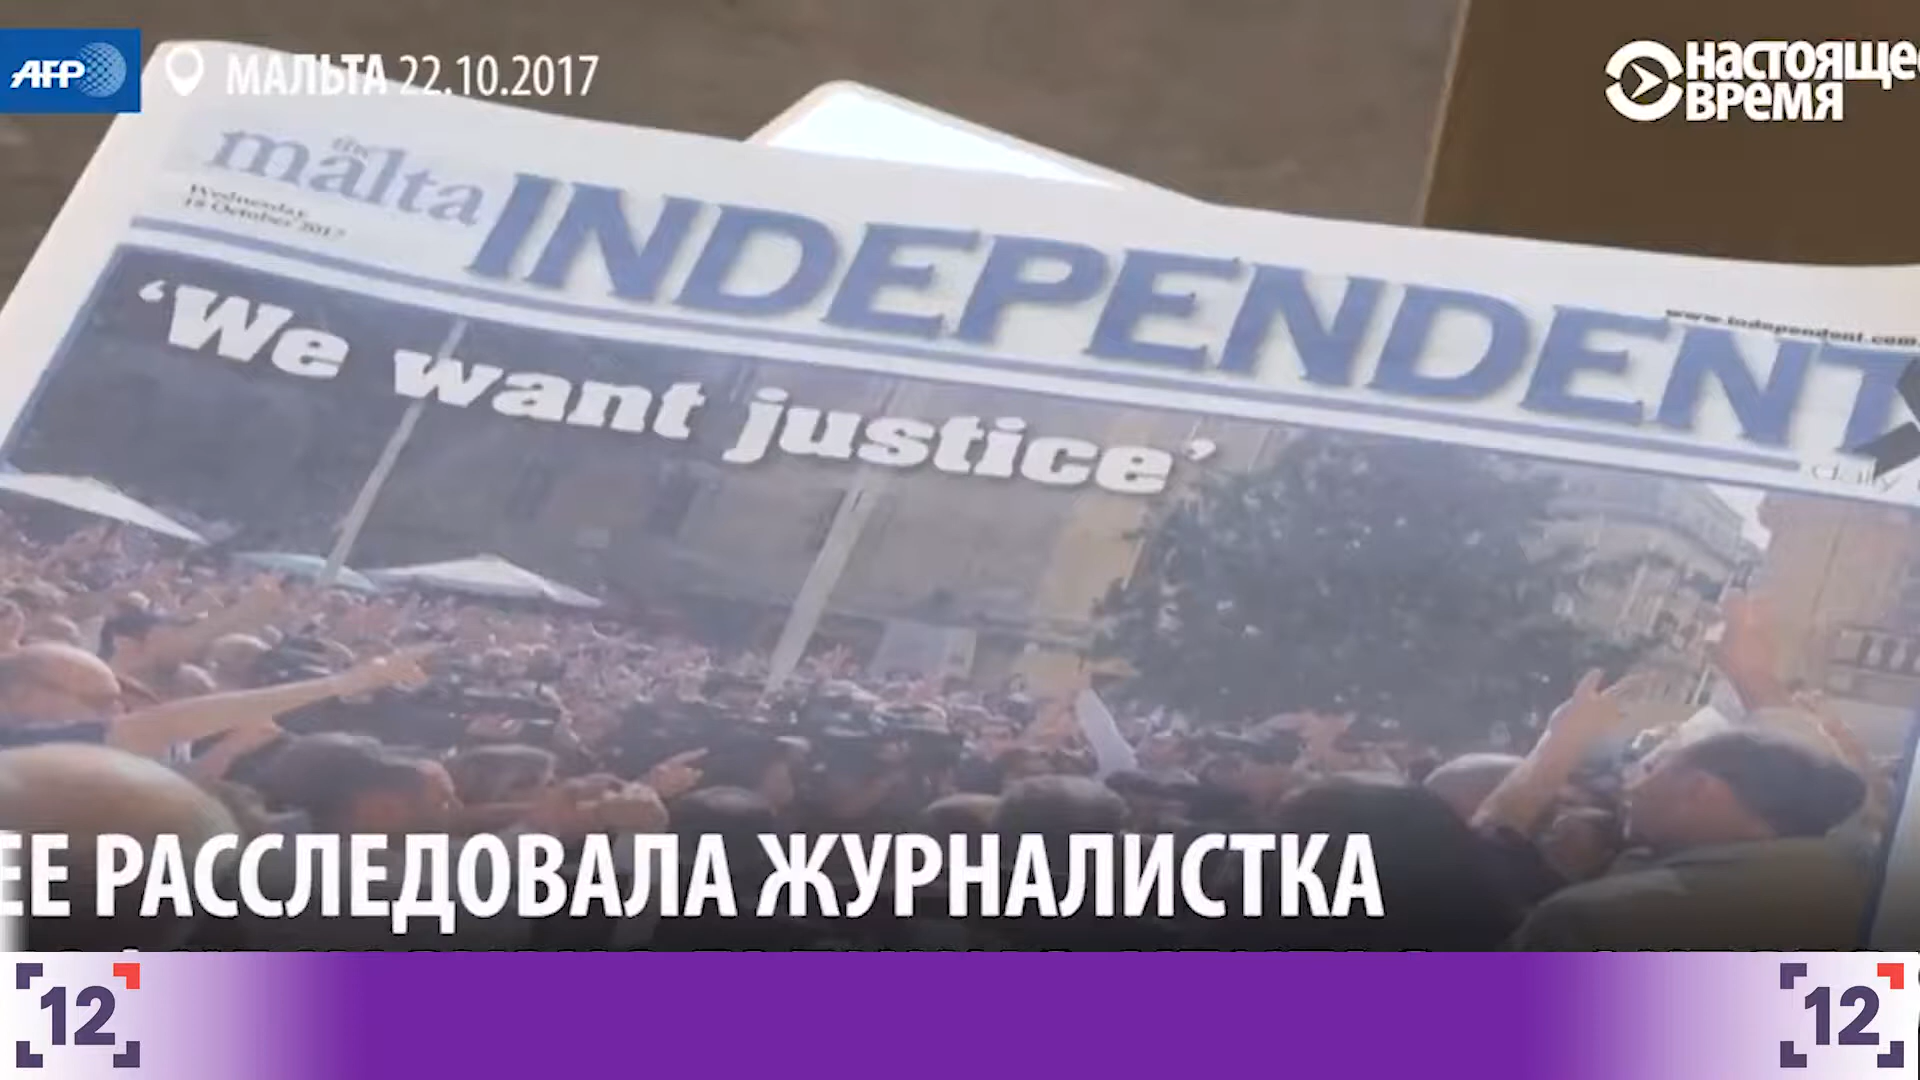 AFP
МАЛЬТА 22.10.2017
НАСТОЯЩЕЕ
ВРЕМЯ
the
malta
INDEPENDENT
Wednesday,
18 October 2017
www.independent.com.
daily
'We want justice'
ЕЕ РАССЛЕДОВАЛА ЖУРНАЛИСТКА
12
12